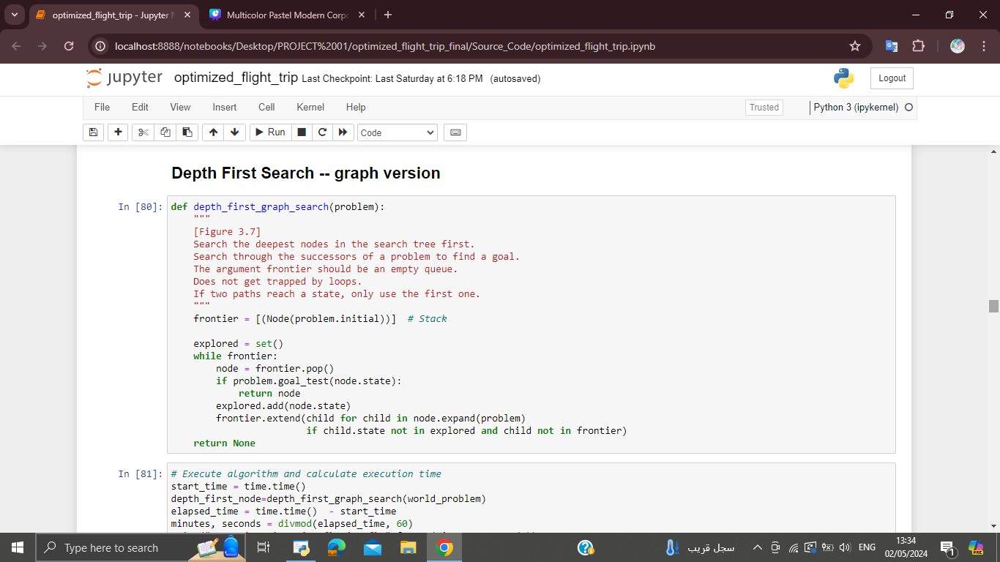 optimized_flight_trip - Jupyter N
Multicolor Pastel Modern Corpo
localhost:8888/notebooks/Desktop/PROJECT%2001/optimized_flight_trip_final/Source_Code/optimized_flight_trip.ipynb
jupyter optimized_flight_trip Last Checkpoint: Last Saturday at 6:18 PM (autosaved)
Logout
File Edit View Insert Cell Kernel Help
Trusted
Python 3 (ipykernel)
Run
Code
Depth First Search -- graph version
In [80]: def depth_first_graph_search(problem):
"""
[Figure 3.7]
Search the deepest nodes in the search tree first.
Search through the successors of a problem to find a goal.
The argument frontier should be an empty queue.
Does not get trapped by loops.
If two paths reach a state, only use the first one.
"""
frontier = [(Node(problem.initial))]  # Stack
explored = set()
while frontier:
node = frontier.pop()
if problem.goal_test(node.state):
return node
explored.add(node.state)
frontier.extend(child for child in node.expand(problem)
if child.state not in explored and child not in frontier)
return None
In [81]: # Execute algorithm and calculate execution time
start_time = time.time()
depth_first_node=depth_first_graph_search(world_problem)
elapsed_time = time.time()  - start_time
minutes, seconds = divmod(elapsed_time, 60)
Type here to search
سجل قريب
ENG
13:34
02/05/2024
1
PRE